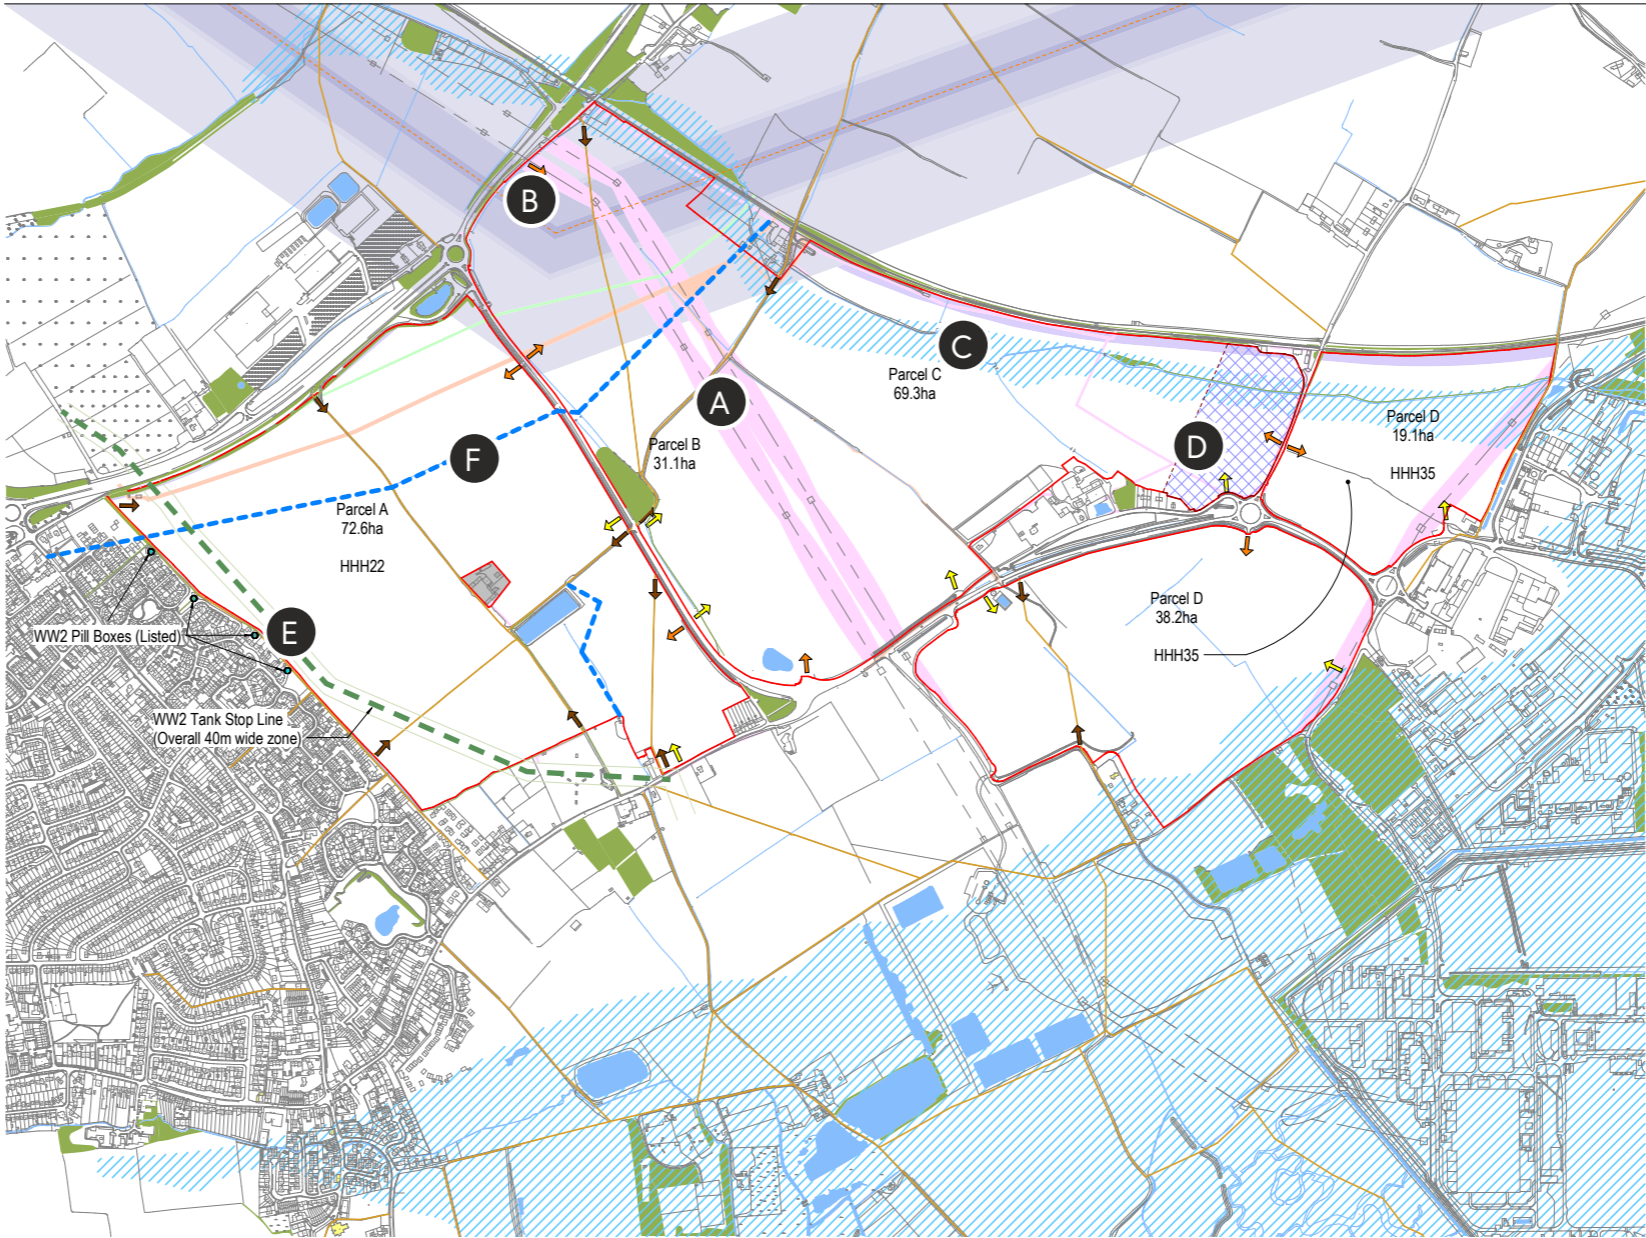 B
A
C
Parcel C
69.3ha
Parcel D
19.1ha
HHH35
D
Parcel B
31.1ha
F
Parcel A
72.6ha
HHH22
Parcel D
38.2ha
HHH35
WW2 Pill Boxes (Listed)
E
WW2 Tank Stop Line
(Overall 40m wide zone)